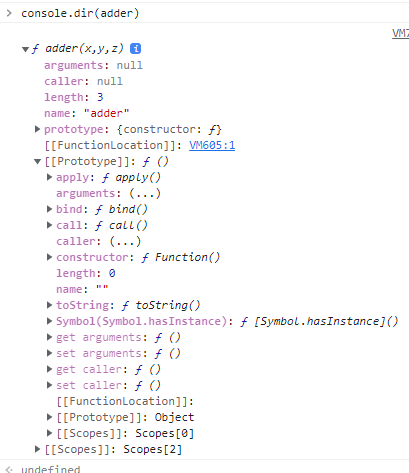 > console.dir(adder)
VM7
▼ ƒ adder(x,y,z) i
arguments: null
caller: null
length: 3
name: "adder"
▶ prototype: {constructor: ƒ}
[[FunctionLocation]]: VM605:1
▼ [[Prototype]]: ƒ ()
▶ apply: ƒ apply()
arguments: (...)
▶ bind: ƒ bind()
▶ call: ƒ call()
caller: (...)
▶ constructor: ƒ Function()
length: 0
name: ""
▶ toString: ƒ toString()
▶ Symbol(Symbol.hasInstance): ƒ [Symbol.hasInstance]()
▶ get arguments: ƒ ()
▶ set arguments: ƒ ()
▶ get caller: ƒ ()
▶ set caller: ƒ ()
[[FunctionLocation]]:
▶ [[Prototype]]: Object
▶ [[Scopes]]: Scopes[0]
▶ [[Scopes]]: Scopes[2]
undefined